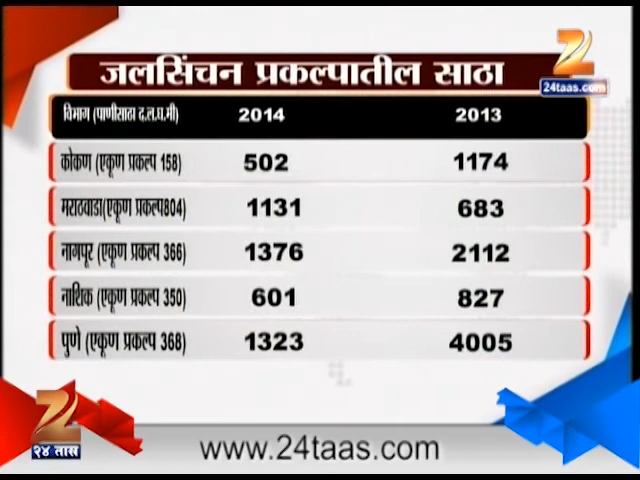 जलसिंचन प्रकल्पातील साठा
24taas.com
विभाग (पाणीसाठा द.ल.घ.मी) 2014 2013
कोकण (एकूण प्रकल्प 158) 502 1174
मराठवाडा(एकूण प्रकल्प804) 1131 683
नागपूर (एकूण प्रकल्प 366) 1376 2112
नाशिक (एकूण प्रकल्प 350) 601 827
पुणे (एकूण प्रकल्प 368) 1323 4005
२४ तास
www.24taas.com